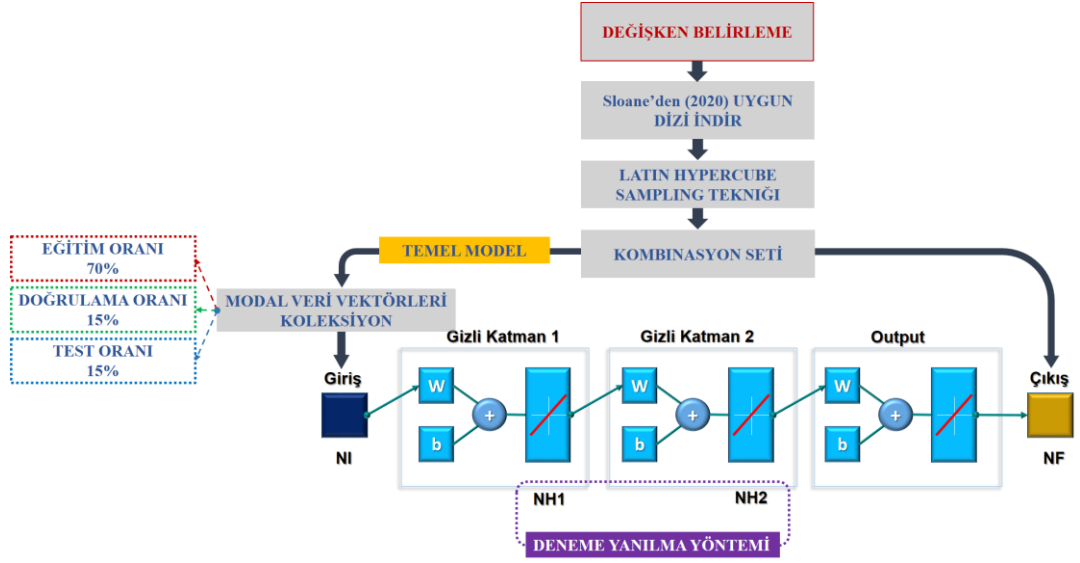 DEĞİŞKEN BELİRLEME
Sloane’den (2020) UYGUN
DİZİ İNDİR
LATIN HYPERCUBE
SAMPLING TEKNIĞI
TEMEL MODEL
KOMBINASYON SETİ
EĞİTİM ORANI
70%
DOĞRULAMA ORANI
15%
TEST ORANI
15%
MODAL VERİ VEKTÖRLERİ
KOLEKSİYON
Gizli Katman 1
Gizli Katman 2
Output
Giriş
Çıkış
W
+
b
W
+
b
W
+
b
NI
NF
NH1
NH2
DENEME YANILMA YÖNTEMİ